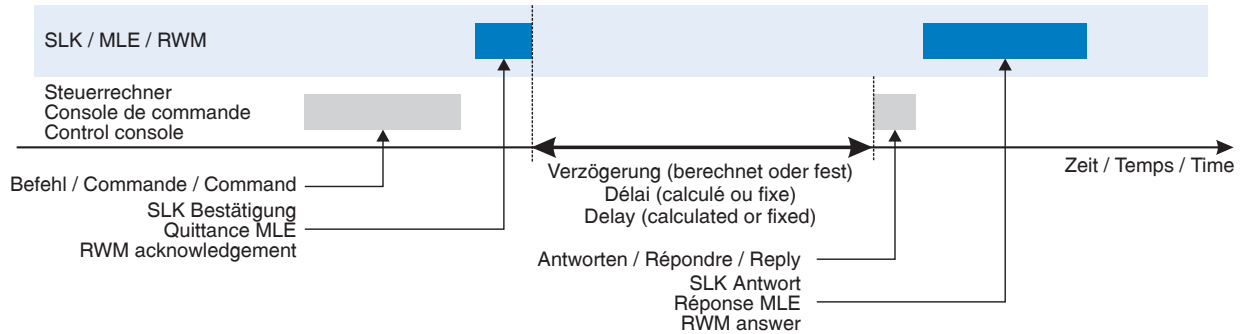 SLK / MLE / RWM
Steuerrechner
Console de commande
Control console
Zeit / Temps / Time
Verzögerung (berechnet oder fest)
Délai (calculé ou fixe)
Delay (calculated or fixed)
Befehl / Commande / Command
SLK Bestätigung
Quittance MLE
RWM acknowledgement
Antworten / Répondre / Reply
SLK Antwort
Réponse MLE
RWM answer